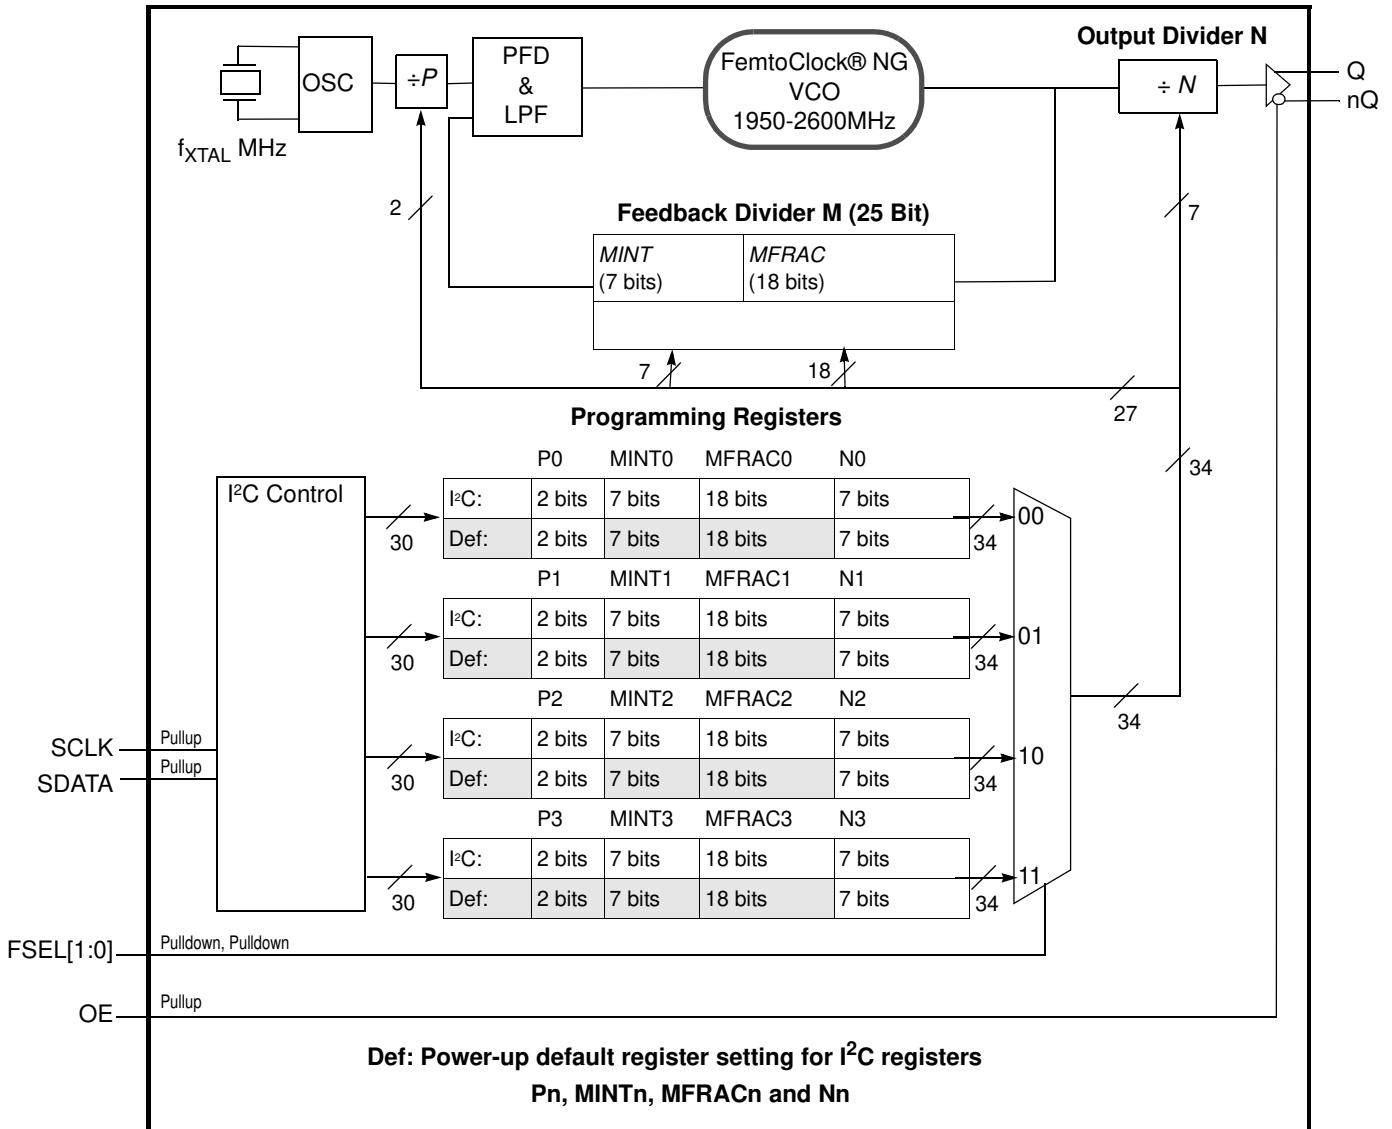 Output Divider N
OSC
÷P
PFD
&
LPF
FemtoClock® NG
VCO
1950-2600MHz
÷ N
Q
nQ
fXTAL MHz
2
7
Feedback Divider M (25 Bit)
MINT
(7 bits)
MFRAC
(18 bits)
7
18
27
34
Programming Registers
P0 MINT0 MFRAC0 N0
I²C Control
I²C: 2 bits 7 bits 18 bits 7 bits
Def: 2 bits 7 bits 18 bits 7 bits
30
34
00
P1 MINT1 MFRAC1 N1
I²C: 2 bits 7 bits 18 bits 7 bits
Def: 2 bits 7 bits 18 bits 7 bits
30
34
01
P2 MINT2 MFRAC2 N2
I²C: 2 bits 7 bits 18 bits 7 bits
Def: 2 bits 7 bits 18 bits 7 bits
30
34
10
34
SCLK
Pullup
SDATA
Pullup
P3 MINT3 MFRAC3 N3
I²C: 2 bits 7 bits 18 bits 7 bits
Def: 2 bits 7 bits 18 bits 7 bits
30
34
11
FSEL[1:0]
Pulldown, Pulldown
OE
Pullup
Def: Power-up default register setting for I²C registers
Pn, MINTn, MFRACn and Nn